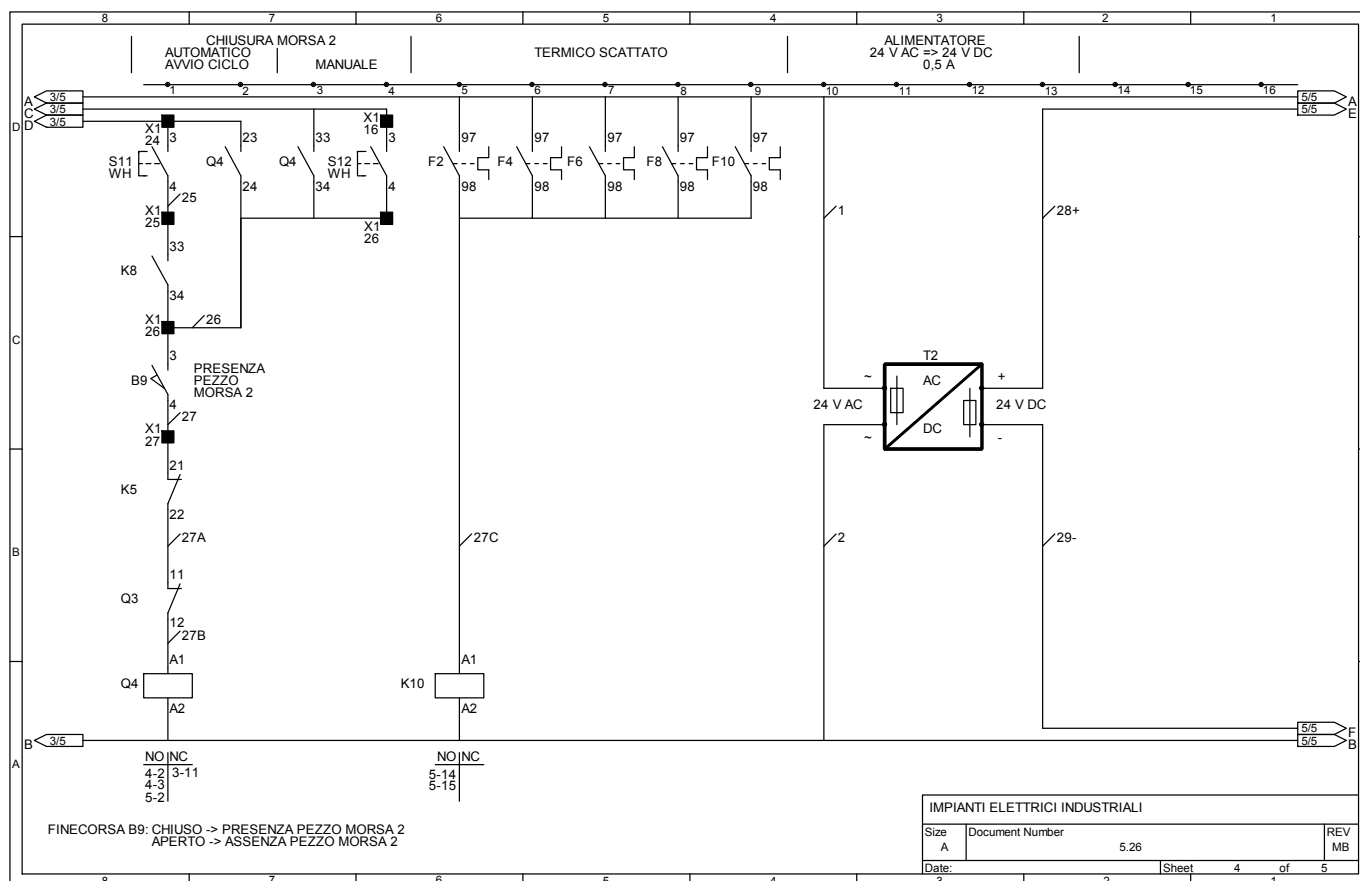 8 7 6 5 4 3 2 1
CHIUSURA MORSA 2
AUTOMATICO
AVVIO CICLO
MANUALE
TERMICO SCATTATO
ALIMENTATORE
24 V AC => 24 V DC
0,5 A
1 2 3 4 5 6 7 8 9 10 11 12 13 14 15 16
A 3/5
C 3/5
D 3/5
5/5 A
5/5 E
D
X1
24
3
S11
WH
4
25
X1
25
23
Q4
24
33
Q4
34
X1
16
3
S12
WH
4
X1
26
97
F2
98
97
F4
98
97
F6
98
97
F8
98
97
F10
98
1
28+
33
K8
34
X1
26
26
C
3
B9
4
PRESENZA
PEZZO
MORSA 2
27
X1
27
T2
~ AC +
24 V AC
24 V DC
~ DC -
21
K5
22
27A
27C
2
29-
B
11
Q3
12
27B
A1
Q4
A2
A1
K10
A2
B 3/5
5/5 F
5/5 B
A
NO NC
4-2 3-11
4-3
5-2
NO NC
5-14
5-15
FINECORSA B9: CHIUSO -> PRESENZA PEZZO MORSA 2
APERTO -> ASSENZA PEZZO MORSA 2
IMPIANTI ELETTRICI INDUSTRIALI
Size Document Number REV
A 5.26 MB
Date: Sheet 4 of 5
8 7 6 5 4 3 2 1